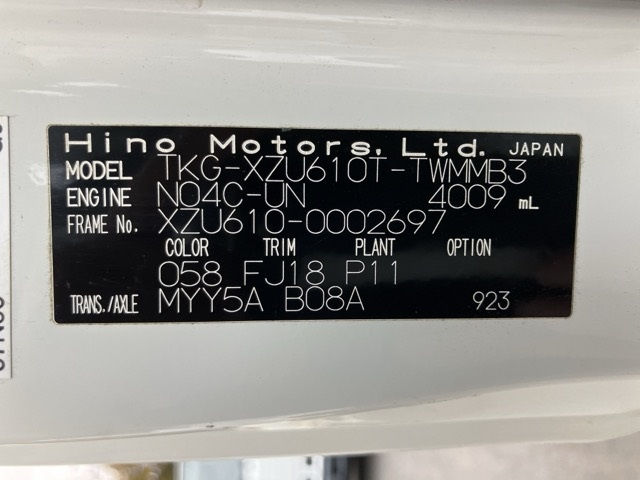 Hino Motors, Ltd. JAPAN
MODEL TKG-XZU610T-TWMMB3
ENGINE N04C-UN 4009 mL
FRAME No. XZU610-0002697
COLOR TRIM PLANT OPTION
058 FJ18 P11
TRANS./AXLE MYY5A B08A 923